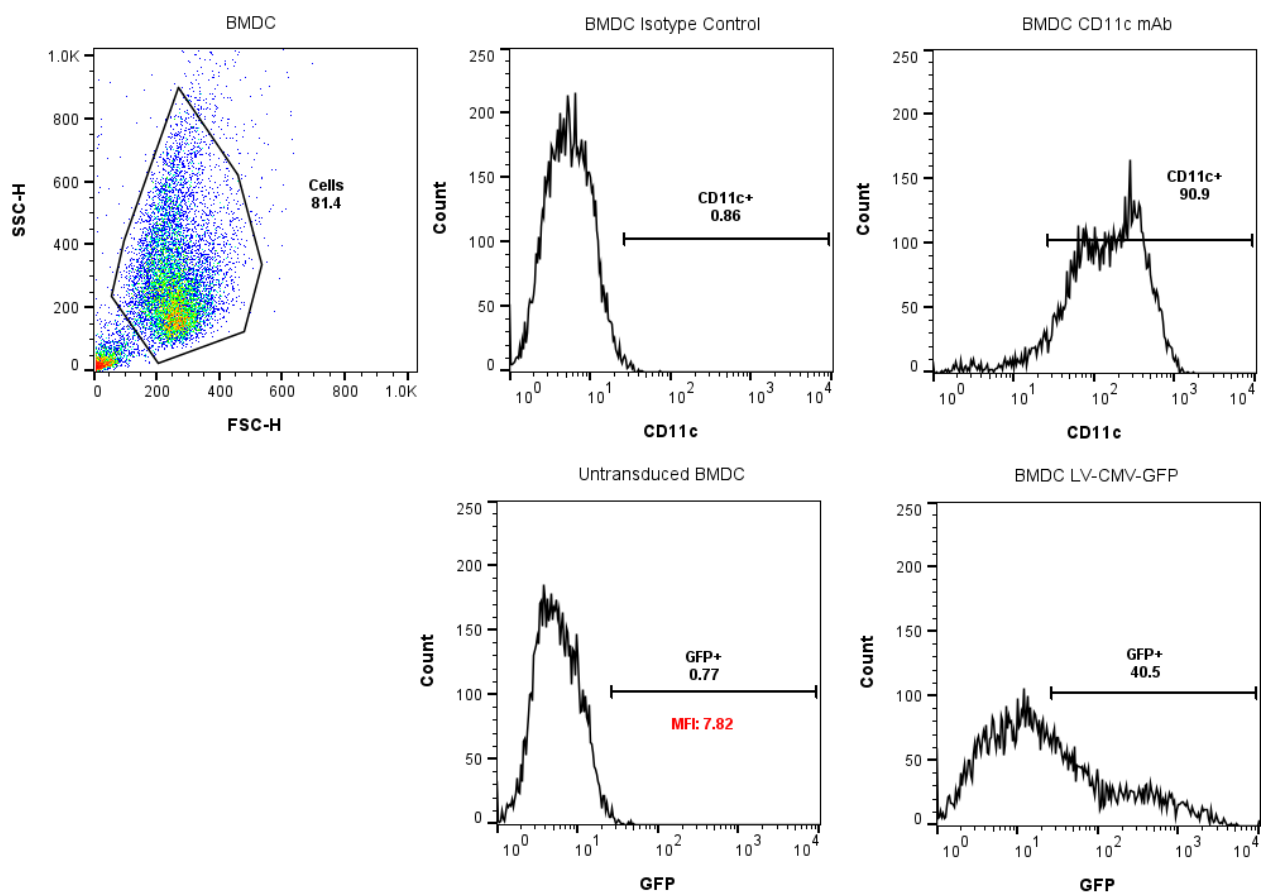 BMDC
1.0K
800
600
400
200
0
SSC-H
Cells
81.4
0
200
400
600
800
1.0K
FSC-H
BMDC Isotype Control
250
200
150
100
50
0
Count
CD11c+
0.86
10^0
10^1
10^2
10^3
10^4
CD11c
BMDC CD11c mAb
250
200
150
100
50
0
Count
CD11c+
90.9
10^0
10^1
10^2
10^3
10^4
CD11c
Untransduced BMDC
250
200
150
100
50
0
Count
GFP+
0.77
MFI: 7.82
10^0
10^1
10^2
10^3
10^4
GFP
BMDC LV-CMV-GFP
250
200
150
100
50
0
Count
GFP+
40.5
10^0
10^1
10^2
10^3
10^4
GFP